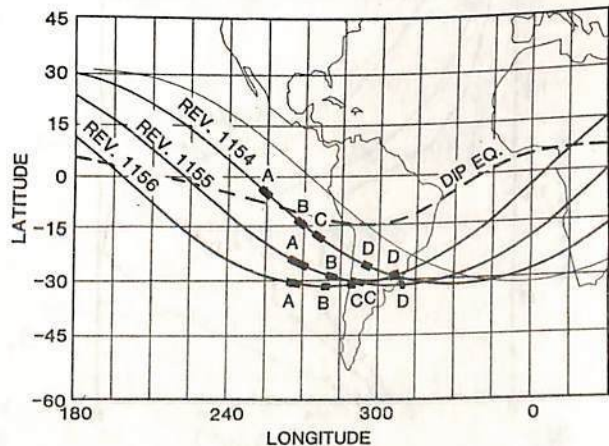 45
30
15
0
-15
-30
-45
-60
LATITUDE
REV. 1154
REV. 1155
REV. 1156
DIP EQ.
A
B
C
D
D
A
B
A
B
CC
D
180
240
300
0
LONGITUDE